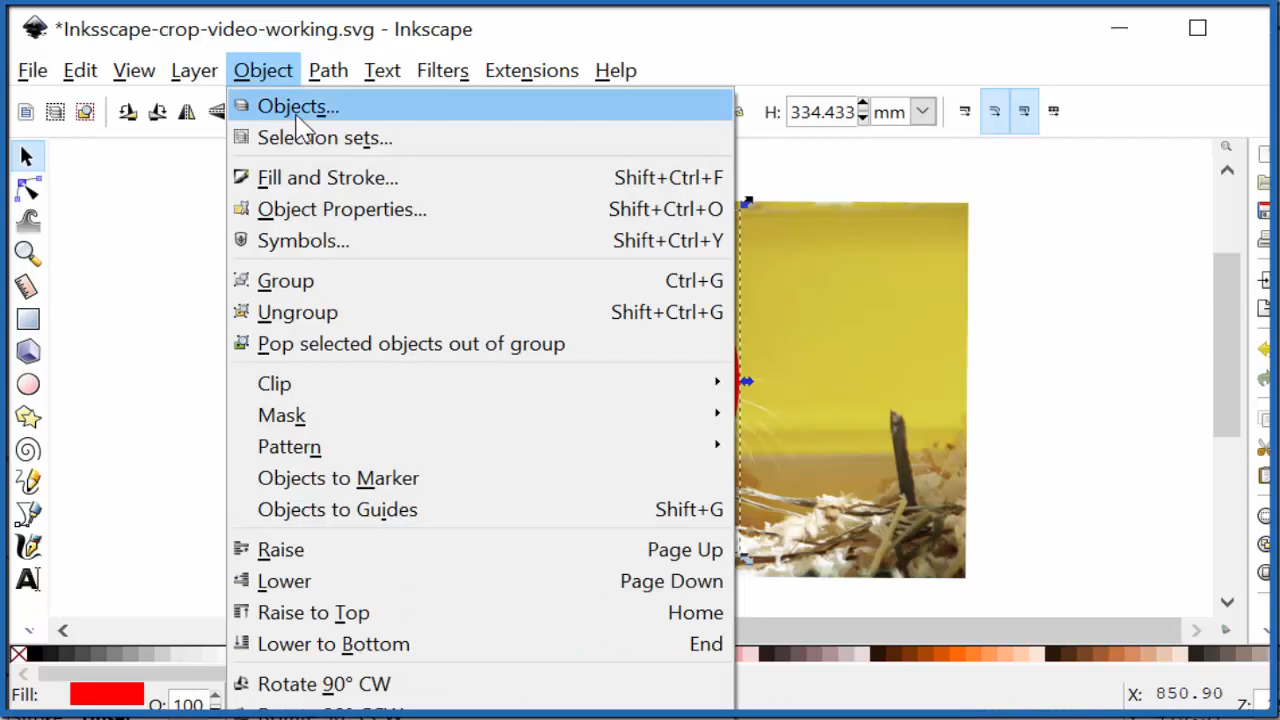 *Inksscape-crop-video-working.svg - Inkscape
File Edit View Layer Object Path Text Filters Extensions Help
H: 334.433 mm
Objects...
Selection sets...
Fill and Stroke... Shift+Ctrl+F
Object Properties... Shift+Ctrl+O
Symbols... Shift+Ctrl+Y
Group Ctrl+G
Ungroup Shift+Ctrl+G
Pop selected objects out of group
Clip
Mask
Pattern
Objects to Marker
Objects to Guides Shift+G
Raise Page Up
Lower Page Down
Raise to Top Home
Lower to Bottom End
Rotate 90° CW
Fill: O: 100 X: 850.90
Z: